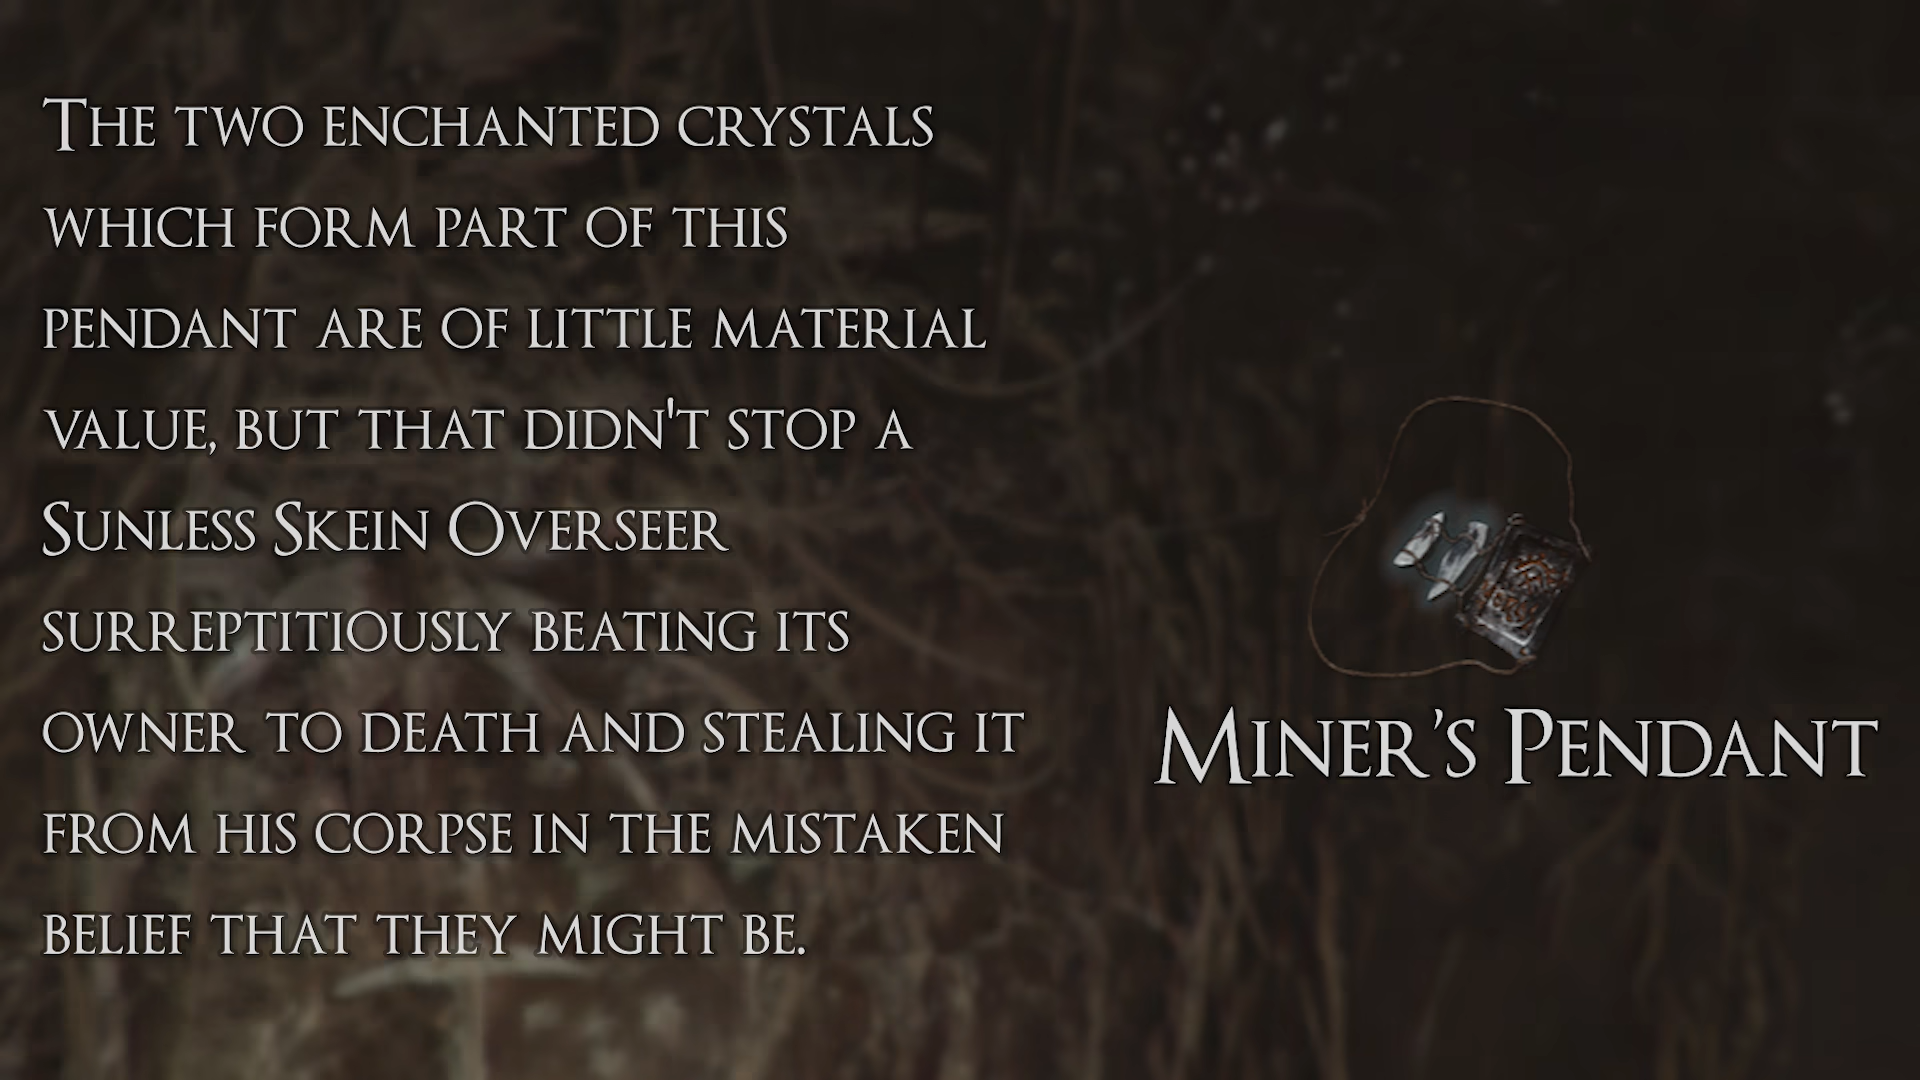 The two enchanted crystals
which form part of this
pendant are of little material
value, but that didn't stop a
Sunless Skein Overseer
surreptitiously beating its
owner to death and stealing it
from his corpse in the mistaken
belief that they might be.
Miner's Pendant